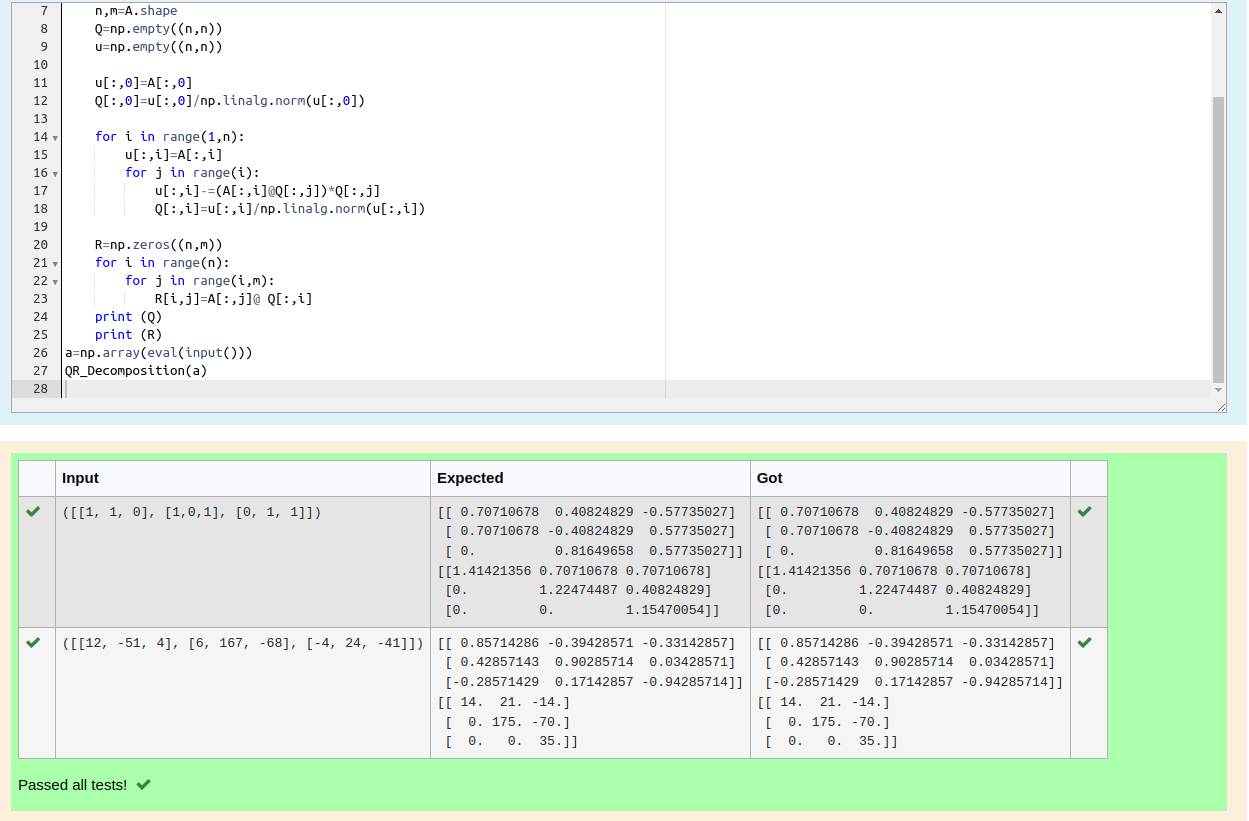 7 n,m=A.shape
8 Q=np.empty((n,n))
9 u=np.empty((n,n))
10
11 u[:,0]=A[:,0]
12 Q[:,0]=u[:,0]/np.linalg.norm(u[:,0])
13
14 for i in range(1,n):
15 u[:,i]=A[:,i]
16 for j in range(i):
17 u[:,i]-=(A[:,i]@Q[:,j])*Q[:,j]
18 Q[:,i]=u[:,i]/np.linalg.norm(u[:,i])
19
20 R=np.zeros((n,m))
21 for i in range(n):
22 for j in range(i,m):
23 R[i,j]=A[:,j]@ Q[:,i]
24 print (Q)
25 print (R)
26 a=np.array(eval(input()))
27 QR_Decomposition(a)
28
Input Expected Got
([[1, 1, 0], [1,0,1], [0, 1, 1]]) [[ 0.70710678 0.40824829 -0.57735027] [[ 0.70710678 0.40824829 -0.57735027]
[ 0.70710678 -0.40824829 0.57735027] [ 0.70710678 -0.40824829 0.57735027]
[ 0. 0.81649658 0.57735027]] [ 0. 0.81649658 0.57735027]]
[[1.41421356 0.70710678 0.70710678] [[1.41421356 0.70710678 0.70710678]
[0. 1.22474487 0.40824829] [0. 1.22474487 0.40824829]
[0. 0. 1.15470054]] [0. 0. 1.15470054]]
([[12, -51, 4], [6, 167, -68], [-4, 24, -41]]) [[ 0.85714286 -0.39428571 -0.33142857] [[ 0.85714286 -0.39428571 -0.33142857]
[ 0.42857143 0.90285714 0.03428571] [ 0.42857143 0.90285714 0.03428571]
[-0.28571429 0.17142857 -0.94285714]] [-0.28571429 0.17142857 -0.94285714]]
[[ 14. 21. -14.] [[ 14. 21. -14.]
[ 0. 175. -70.] [ 0. 175. -70.]
[ 0. 0. 35.]] [ 0. 0. 35.]]
Passed all tests!